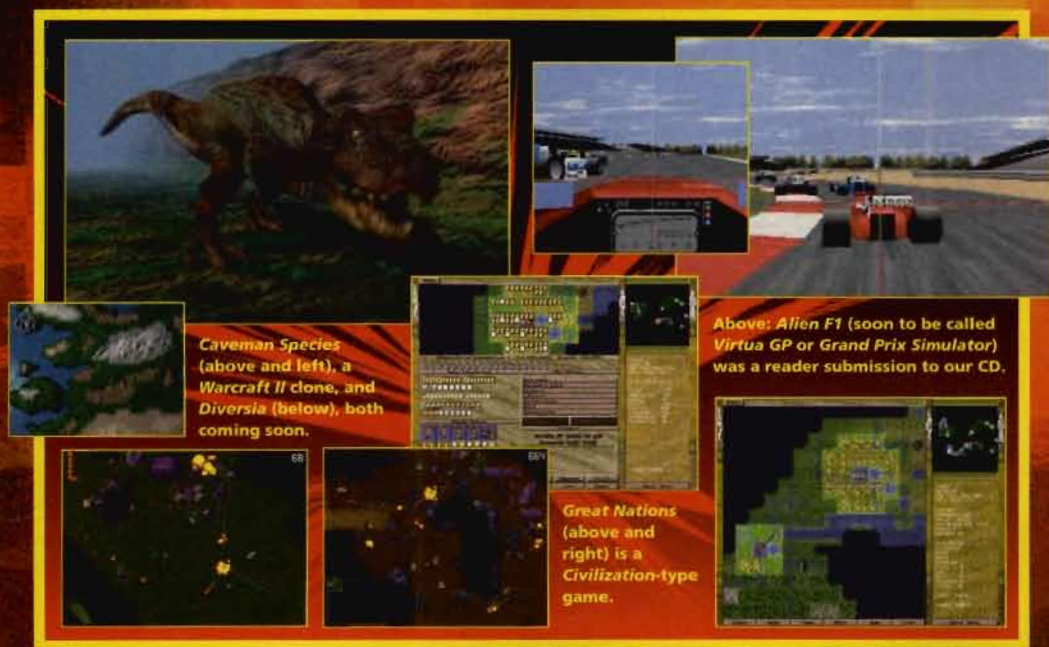 Caveman Species
(above and left), a
Warcraft II clone, and
Diversia (below), both
coming soon.
Above: Alien F1 (soon to be called
Virtua GP or Grand Prix Simulator)
was a reader submission to our CD.
68
664
Great Nations
(above and
right) is a
Civilization-type
game.